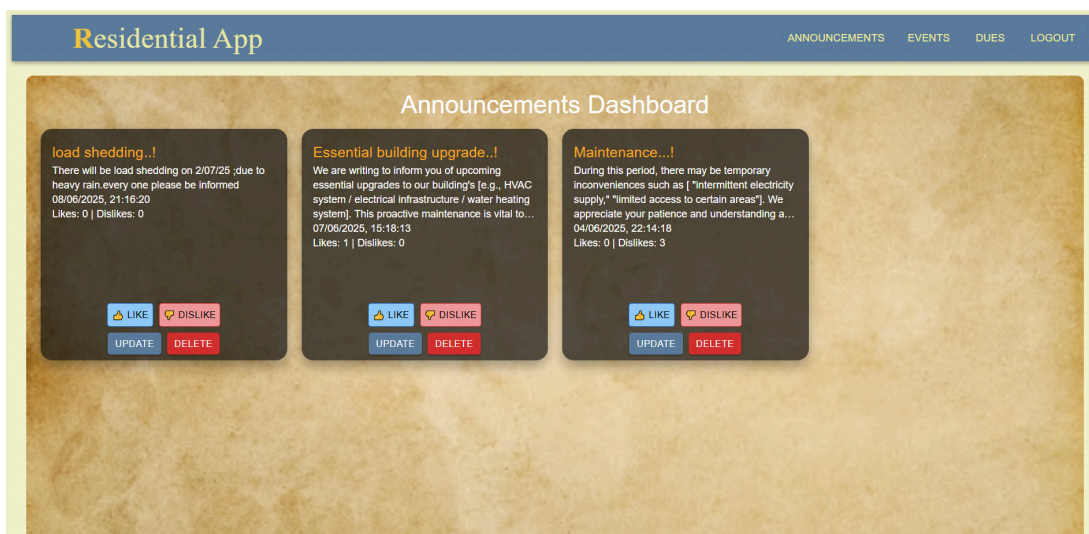 Residential App
ANNOUNCEMENTS EVENTS DUES LOGOUT
Announcements Dashboard
load shedding..!
There will be load shedding on 2/07/25 ;due to
heavy rain.every one please be informed
08/06/2025, 21:16:20
Likes: 0 | Dislikes: 0
👍 LIKE 👎 DISLIKE
UPDATE DELETE
Essential building upgrade..!
We are writing to inform you of upcoming
essential upgrades to our building's [e.g., HVAC
system / electrical infrastructure / water heating
system]. This proactive maintenance is vital to…
07/06/2025, 15:18:13
Likes: 1 | Dislikes: 0
👍 LIKE 👎 DISLIKE
UPDATE DELETE
Maintenance...!
During this period, there may be temporary
inconveniences such as [ "intermittent electricity
supply," "limited access to certain areas"]. We
appreciate your patience and understanding a…
04/06/2025, 22:14:18
Likes: 0 | Dislikes: 3
👍 LIKE 👎 DISLIKE
UPDATE DELETE